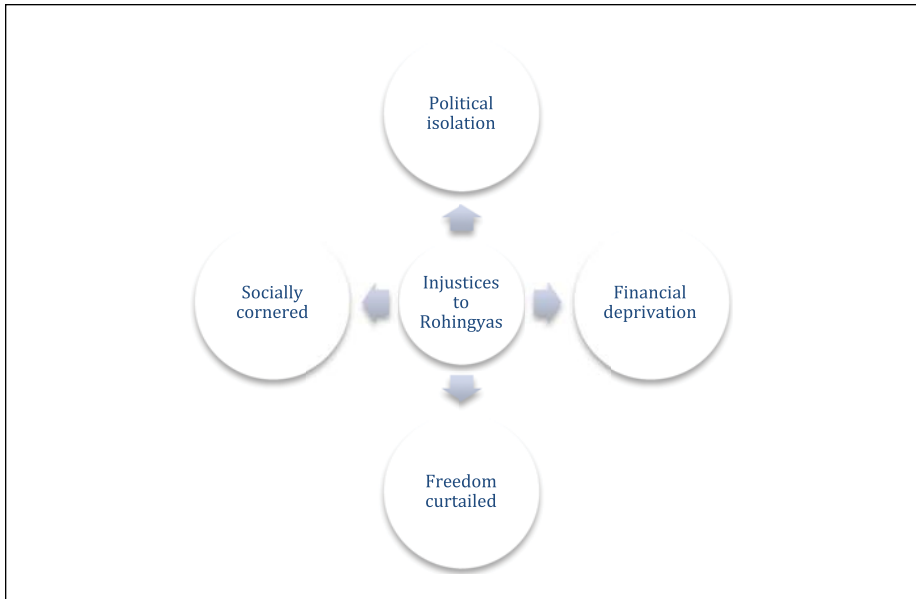 Political
isolation
Socially
cornered
Injustices
to
Rohingyas
Financial
deprivation
Freedom
curtailed